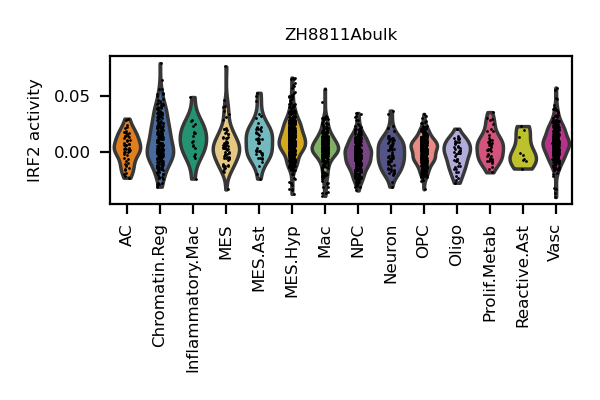 ZH8811Abulk
IRF2 activity
0.05
0.00
AC
Chromatin.Reg
Inflammatory.Mac
MES
MES.Ast
MES.Hyp
Mac
NPC
Neuron
OPC
Oligo
Prolif.Metab
Reactive.Ast
Vasc